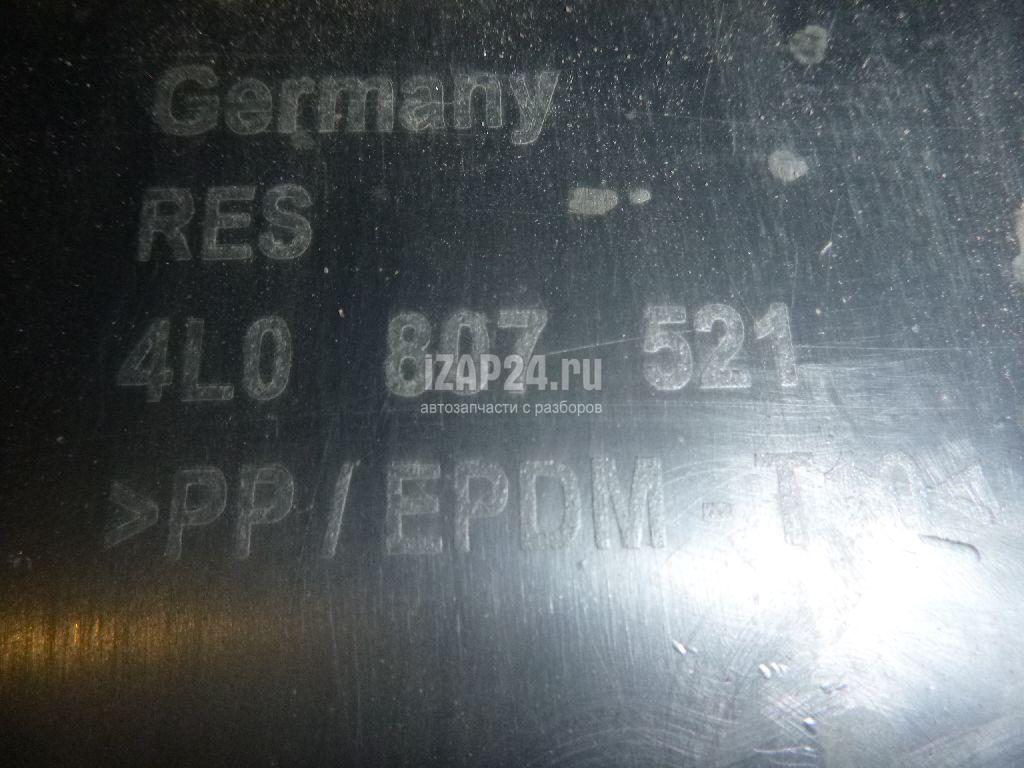 Germany
RES
4L0 807 521
iZAP24.ru
автозапчасти с разборов
>PP/EPDM-T